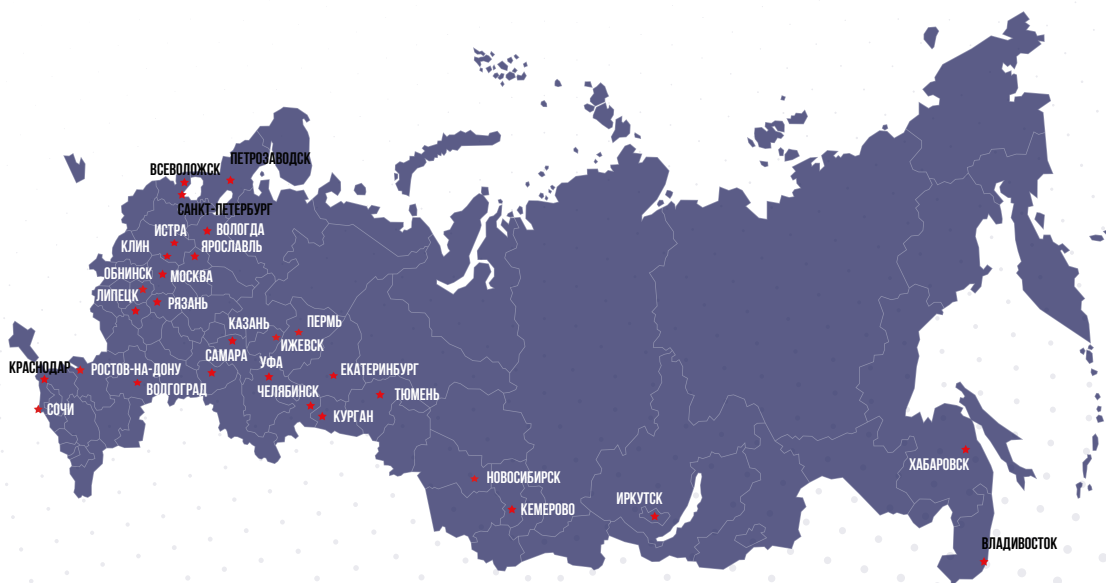 ПЕТРОЗАВОДСК
ВСЕВОЛОЖСК
САНКТ-ПЕТЕРБУРГ
ИСТРА
ВОЛОГДА
КЛИН
ЯРОСЛАВЛЬ
ОБНИНСК
МОСКВА
ЛИПЕЦК
РЯЗАНЬ
КАЗАНЬ
ПЕРМЬ
ИЖЕВСК
САМАРА
УФА
КРАСНОДАР
РОСТОВ-НА-ДОНУ
ЕКАТЕРИНБУРГ
ВОЛГОГРАД
ЧЕЛЯБИНСК
ТЮМЕНЬ
СОЧИ
КУРГАН
ХАБАРОВСК
НОВОСИБИРСК
ИРКУТСК
КЕМЕРОВО
ВЛАДИВОСТОК